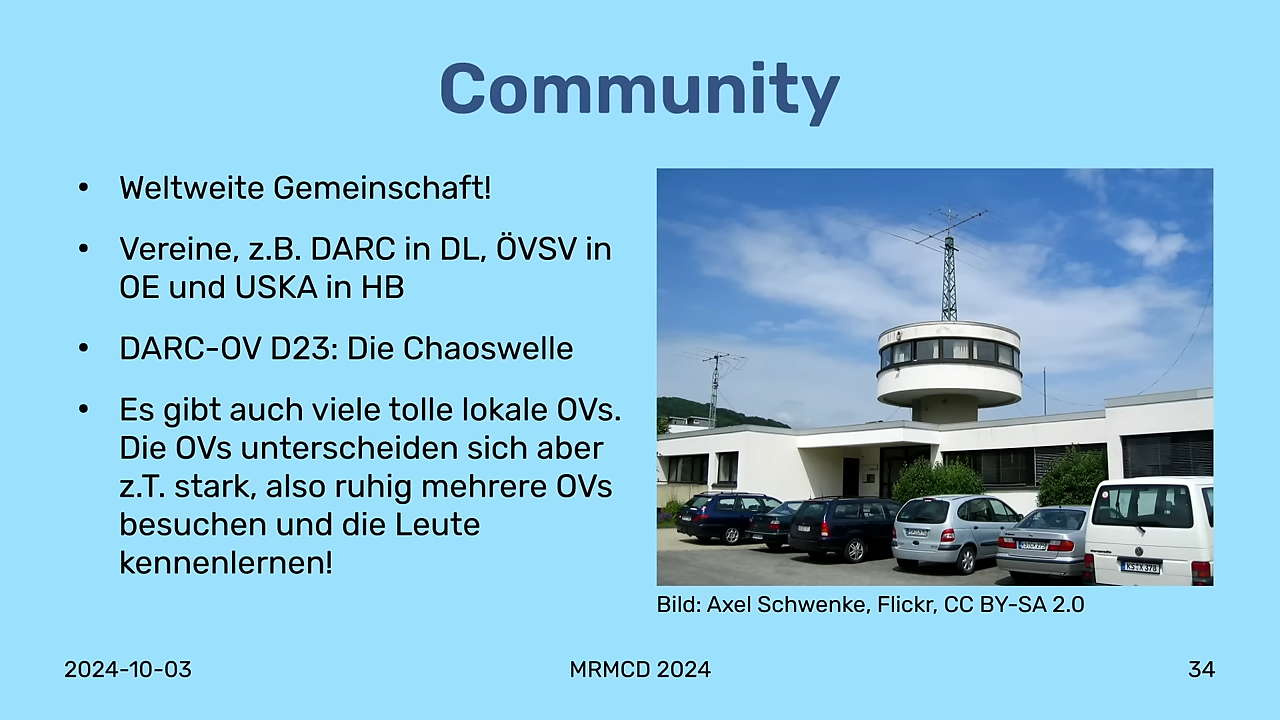 Community
• Weltweite Gemeinschaft!
• Vereine, z.B. DARC in DL, ÖVSV in
OE und USKA in HB
• DARC-OV D23: Die Chaoswelle
• Es gibt auch viele tolle lokale OVs.
Die OVs unterscheiden sich aber
z.T. stark, also ruhig mehrere OVs
besuchen und die Leute
kennenlernen!
KS:X 378
Bild: Axel Schwenke, Flickr, CC BY-SA 2.0
2024-10-03
MRMCD 2024
34